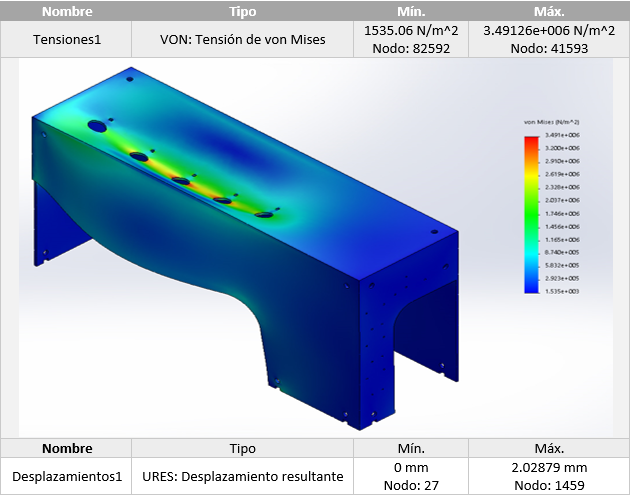 Nombre Tipo Mín. Máx.
Tensiones1 VON: Tensión de von Mises 1535.06 N/m^2 3.49126e+006 N/m^2
Nodo: 82592 Nodo: 41593
von Mises (N/m^2)
3.491e+006
3.200e+006
2.910e+006
2.619e+006
2.328e+006
2.037e+006
1.746e+006
1.456e+006
1.165e+006
8.740e+005
5.832e+005
2.923e+005
1.535e+003
Nombre Tipo Mín. Máx.
Desplazamientos1 URES: Desplazamiento resultante 0 mm 2.02879 mm
Nodo: 27 Nodo: 1459